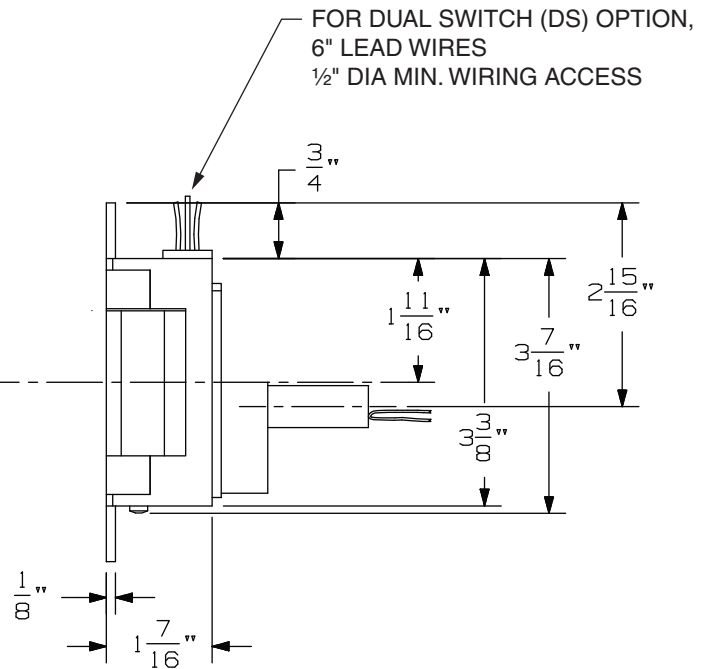 FOR DUAL SWITCH (DS) OPTION,
6" LEAD WIRES
½" DIA MIN. WIRING ACCESS
3/4"
2 15/16"
1 11/16"
3 7/16"
3 3/8"
1/8"
1 7/16"